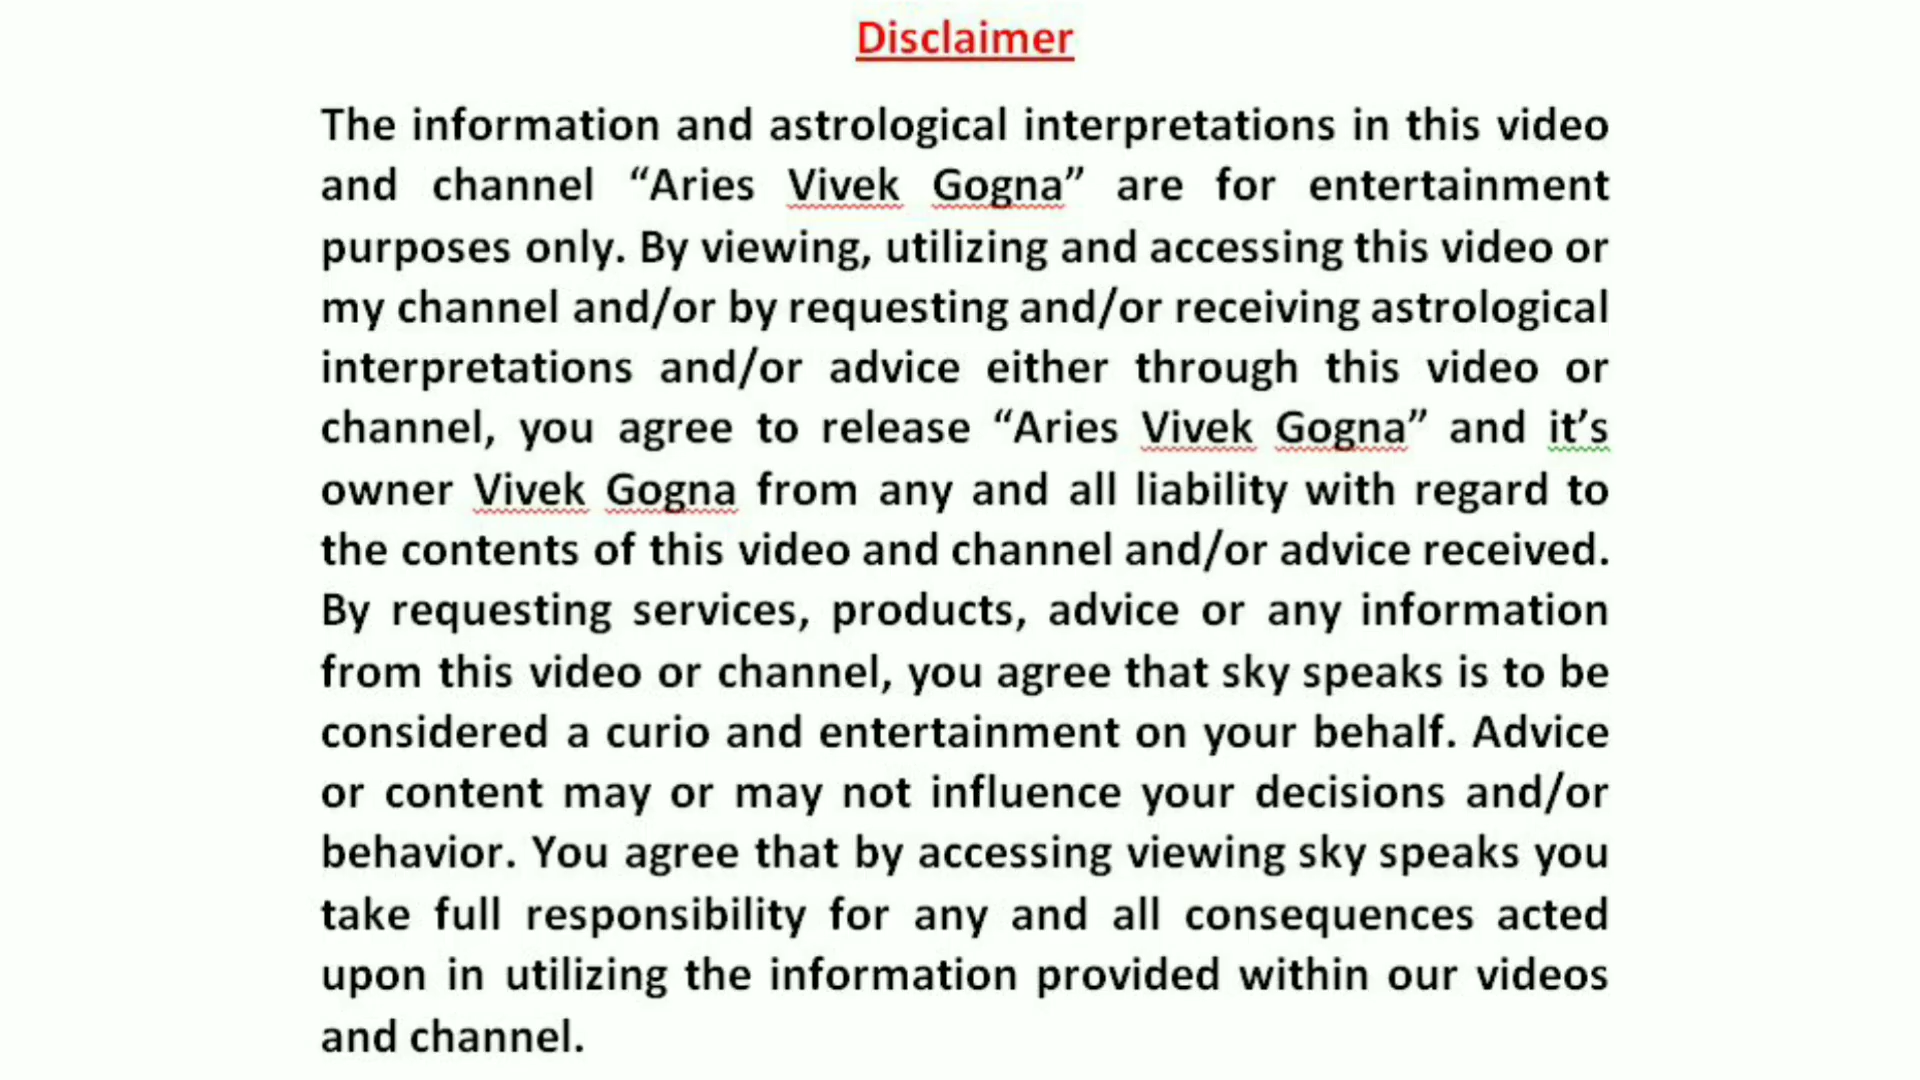 Disclaimer
The information and astrological interpretations in this video
and channel “Aries Vivek Gogna” are for entertainment
purposes only. By viewing, utilizing and accessing this video or
my channel and/or by requesting and/or receiving astrological
interpretations and/or advice either through this video or
channel, you agree to release “Aries Vivek Gogna” and it’s
owner Vivek Gogna from any and all liability with regard to
the contents of this video and channel and/or advice received.
By requesting services, products, advice or any information
from this video or channel, you agree that sky speaks is to be
considered a curio and entertainment on your behalf. Advice
or content may or may not influence your decisions and/or
behavior. You agree that by accessing viewing sky speaks you
take full responsibility for any and all consequences acted
upon in utilizing the information provided within our videos
and channel.